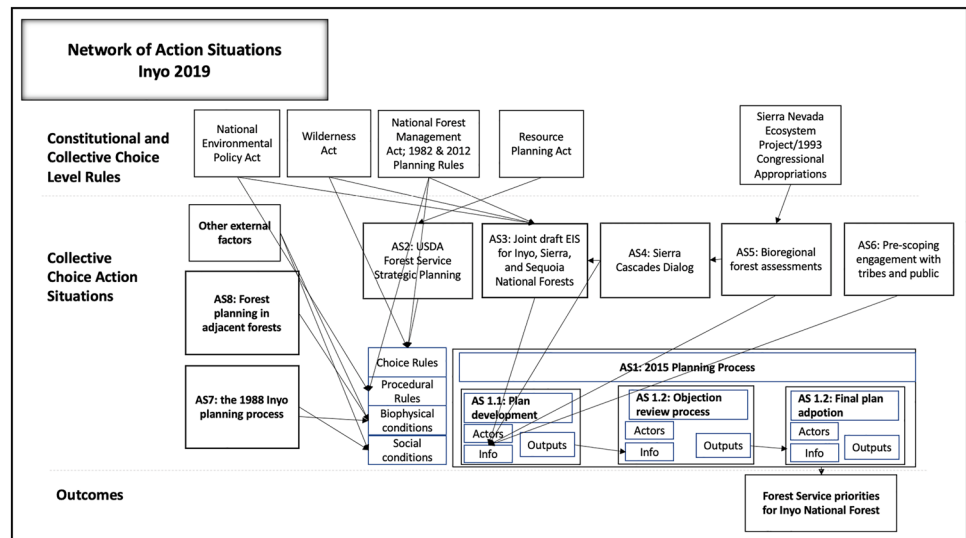 Network of Action Situations
Inyo 2019
Constitutional and
Collective Choice
Level Rules
National
Environmental
Policy Act
Wilderness
Act
National Forest
Management
Act; 1982 & 2012
Planning Rules
Resource
Planning Act
Sierra Nevada
Ecosystem
Project/1993
Congressional
Appropriations
Collective
Choice Action
Situations
Other external
factors
AS2: USDA
Forest Service
Strategic Planning
AS3: Joint draft EIS
for Inyo, Sierra,
and Sequoia
National Forests
AS4: Sierra
Cascades Dialog
AS5: Bioregional
forest assessments
AS6: Pre-scoping
engagement with
tribes and public
AS8: Forest
planning in
adjacent forests
AS7: the 1988 Inyo
planning process
Choice Rules
Procedural
Rules
Biophysical
conditions
Social
conditions
AS1: 2015 Planning Process
AS 1.1: Plan
development
Actors
Info
Outputs
AS 1.2: Objection
review process
Actors
Info
Outputs
AS 1.2: Final plan
adpotion
Actors
Info
Outputs
Outcomes
Forest Service priorities
for Inyo National Forest